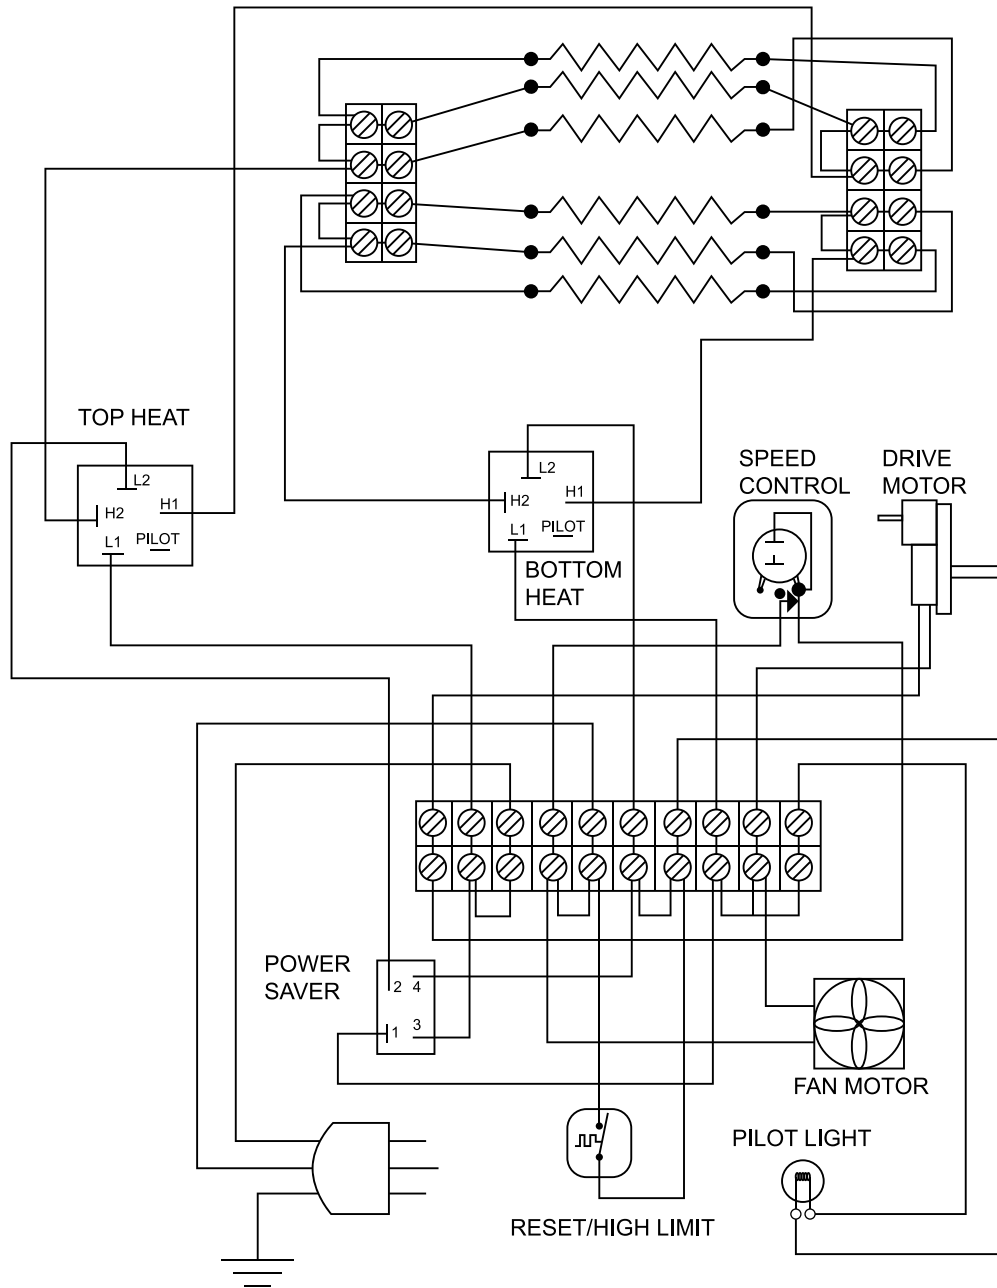 TOP HEAT
L2
H2
H1
L1
PILOT
L2
H2
H1
L1
PILOT
BOTTOM
HEAT
SPEED
CONTROL
DRIVE
MOTOR
POWER
SAVER
2 4
1 3
FAN MOTOR
PILOT LIGHT
RESET/HIGH LIMIT